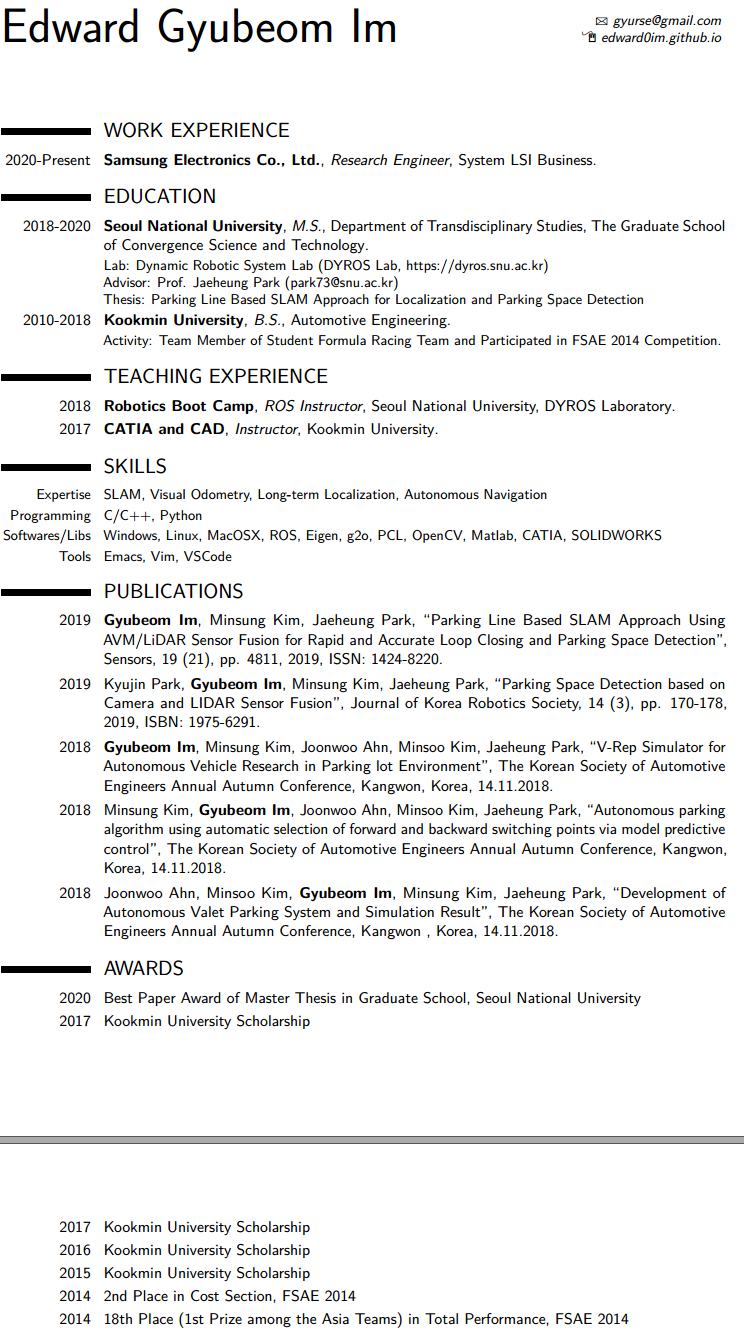 Edward Gyubeom Im
gyurse@gmail.com
edward0im.github.io
WORK EXPERIENCE
2020-Present Samsung Electronics Co., Ltd., Research Engineer, System LSI Business.
EDUCATION
2018-2020 Seoul National University, M.S., Department of Transdisciplinary Studies, The Graduate School
of Convergence Science and Technology.
Lab: Dynamic Robotic System Lab (DYROS Lab, https://dyros.snu.ac.kr)
Advisor: Prof. Jaeheung Park (park73@snu.ac.kr)
Thesis: Parking Line Based SLAM Approach for Localization and Parking Space Detection
2010-2018 Kookmin University, B.S., Automotive Engineering.
Activity: Team Member of Student Formula Racing Team and Participated in FSAE 2014 Competition.
TEACHING EXPERIENCE
2018 Robotics Boot Camp, ROS Instructor, Seoul National University, DYROS Laboratory.
2017 CATIA and CAD, Instructor, Kookmin University.
SKILLS
Expertise SLAM, Visual Odometry, Long-term Localization, Autonomous Navigation
Programming C/C++, Python
Softwares/Libs Windows, Linux, MacOSX, ROS, Eigen, g2o, PCL, OpenCV, Matlab, CATIA, SOLIDWORKS
Tools Emacs, Vim, VSCode
PUBLICATIONS
2019 Gyubeom Im, Minsung Kim, Jaeheung Park, “Parking Line Based SLAM Approach Using
AVM/LiDAR Sensor Fusion for Rapid and Accurate Loop Closing and Parking Space Detection”,
Sensors, 19 (21), pp. 4811, 2019, ISSN: 1424-8220.
2019 Kyujin Park, Gyubeom Im, Minsung Kim, Jaeheung Park, “Parking Space Detection based on
Camera and LIDAR Sensor Fusion”, Journal of Korea Robotics Society, 14 (3), pp. 170-178,
2019, ISBN: 1975-6291.
2018 Gyubeom Im, Minsung Kim, Joonwoo Ahn, Minsoo Kim, Jaeheung Park, “V-Rep Simulator for
Autonomous Vehicle Research in Parking lot Environment”, The Korean Society of Automotive
Engineers Annual Autumn Conference, Kangwon, Korea, 14.11.2018.
2018 Minsung Kim, Gyubeom Im, Joonwoo Ahn, Minsoo Kim, Jaeheung Park, “Autonomous parking
algorithm using automatic selection of forward and backward switching points via model predictive
control”, The Korean Society of Automotive Engineers Annual Autumn Conference, Kangwon,
Korea, 14.11.2018.
2018 Joonwoo Ahn, Minsoo Kim, Gyubeom Im, Minsung Kim, Jaeheung Park, “Development of
Autonomous Valet Parking System and Simulation Result”, The Korean Society of Automotive
Engineers Annual Autumn Conference, Kangwon , Korea, 14.11.2018.
AWARDS
2020 Best Paper Award of Master Thesis in Graduate School, Seoul National University
2017 Kookmin University Scholarship
2017 Kookmin University Scholarship
2016 Kookmin University Scholarship
2015 Kookmin University Scholarship
2014 2nd Place in Cost Section, FSAE 2014
2014 18th Place (1st Prize among the Asia Teams) in Total Performance, FSAE 2014